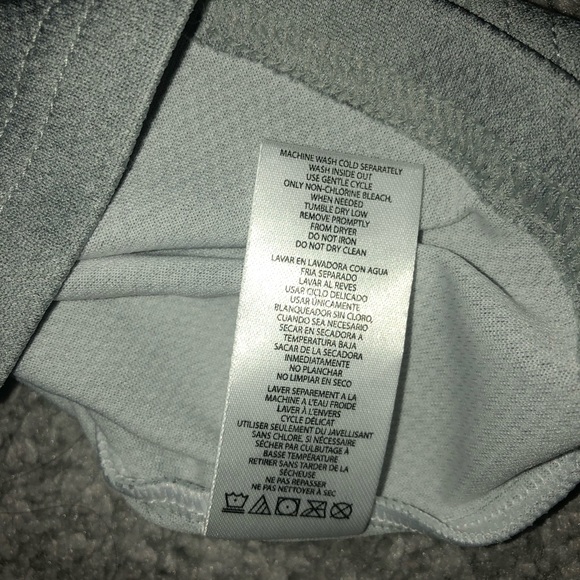 MACHINE WASH COLD SEPARATELY
WASH INSIDE OUT
USE GENTLE CYCLE
ONLY NON-CHLORINE BLEACH,
WHEN NEEDED
TUMBLE DRY LOW
REMOVE PROMPTLY
FROM DRYER
DO NOT IRON
DO NOT DRY CLEAN
LAVAR EN LAVADORA CON AGUA
FRIA SEPARADO
LAVAR AL REVES
USAR CICLO DELICADO
USAR UNICAMENTE
BLANQUEADOR SIN CLORO,
CUANDO SEA NECESARIO
SECAR EN SECADORA A
TEMPERATURA BAJA
SACAR DE LA SECADORA
INMEDIATAMENTE
NO PLANCHAR
NO LIMPIAR EN SECO
LAVER SEPAREMENT A LA
MACHINE A L'EAU FROIDE
LAVER À L'ENVERS
CYCLE DÉLICAT
UTILISER SEULEMENT DU JAVELLISANT
SANS CHLORE, SI NÉCESSAIRE
SÉCHER PAR CULBUTAGE À
BASSE TEMPÉRATURE
RETIRER SANS TARDER DE LA
SÉCHEUSE
NE PAS REPASSER
NE PAS NETTOYER À SEC